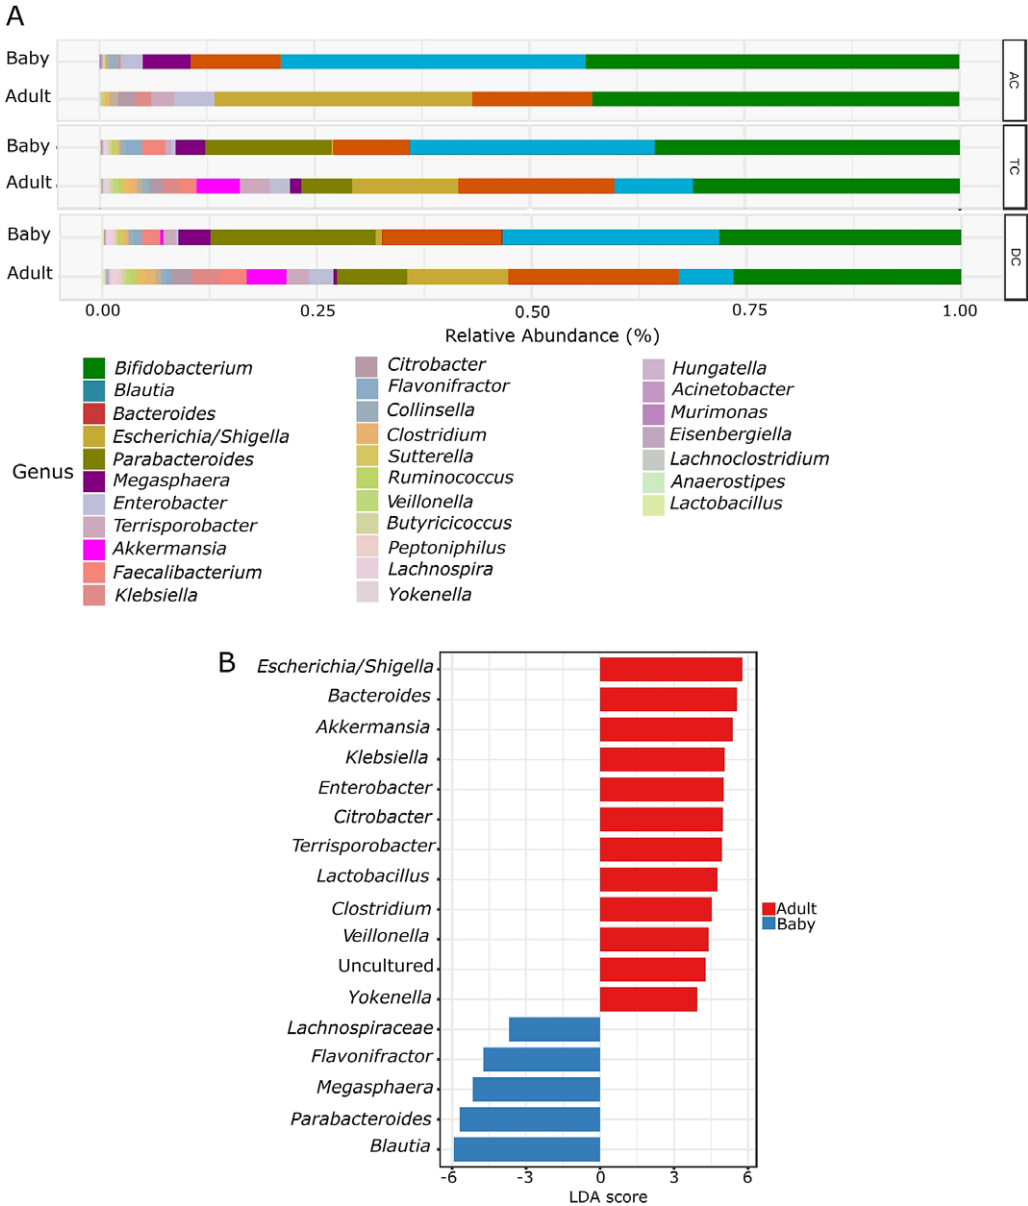 A
Baby
Adult
AC
Baby
Adult
TC
Baby
Adult
DC
0.00 0.25 0.50 0.75 1.00
Relative Abundance (%)
Genus
Bifidobacterium
Blautia
Bacteroides
Escherichia/Shigella
Parabacteroides
Megasphaera
Enterobacter
Terrisporobacter
Akkermansia
Faecalibacterium
Klebsiella
Citrobacter
Flavonifractor
Collinsella
Clostridium
Sutterella
Ruminococcus
Veillonella
Butyricicoccus
Peptoniphilus
Lachnospira
Yokenella
Hungatella
Acinetobacter
Murimonas
Eisenbergiella
Lachnoclostridium
Anaerostipes
Lactobacillus
B
Escherichia/Shigella
Bacteroides
Akkermansia
Klebsiella
Enterobacter
Citrobacter
Terrisporobacter
Lactobacillus
Clostridium
Veillonella
Uncultured
Yokenella
Lachnospiraceae
Flavonifractor
Megasphaera
Parabacteroides
Blautia
-6 -3 0 3 6
LDA score
Adult
Baby